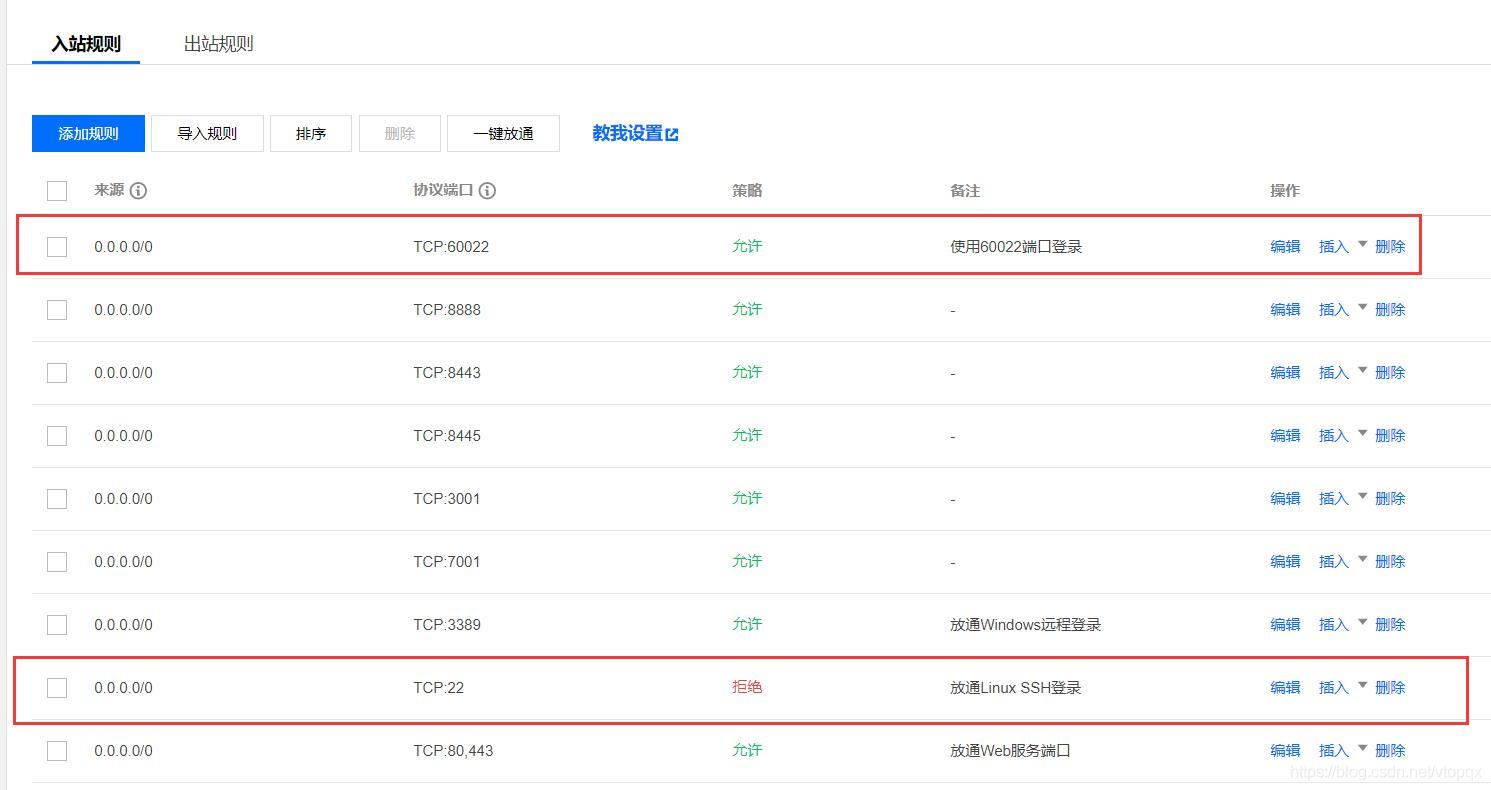 入站规则 出站规则
添加规则 导入规则 排序 删除 一键放通 教我设置
来源 协议端口 策略 备注 操作
0.0.0.0/0 TCP:60022 允许 使用60022端口登录 编辑 插入 删除
0.0.0.0/0 TCP:8888 允许 - 编辑 插入 删除
0.0.0.0/0 TCP:8443 允许 - 编辑 插入 删除
0.0.0.0/0 TCP:8445 允许 - 编辑 插入 删除
0.0.0.0/0 TCP:3001 允许 - 编辑 插入 删除
0.0.0.0/0 TCP:7001 允许 - 编辑 插入 删除
0.0.0.0/0 TCP:3389 允许 放通Windows远程登录 编辑 插入 删除
0.0.0.0/0 TCP:22 拒绝 放通Linux SSH登录 编辑 插入 删除
0.0.0.0/0 TCP:80,443 允许 放通Web服务端口 编辑 插入 删除
https://blog.csdn.net/vtopqx